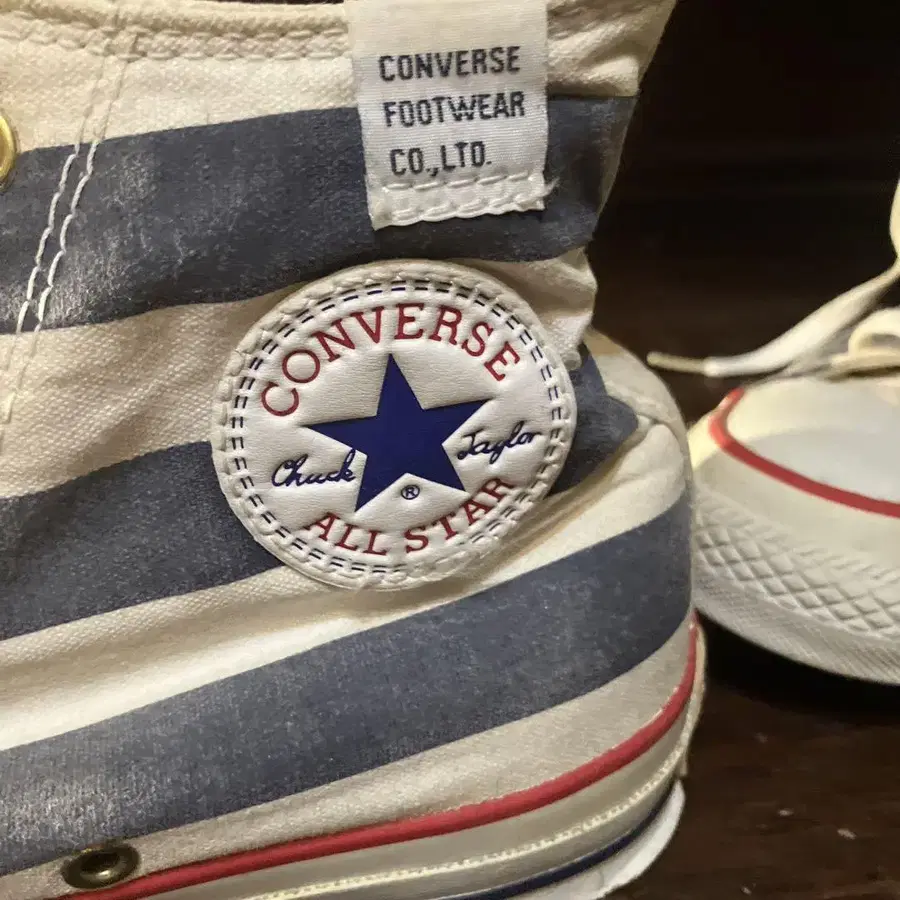 CONVERSE
FOOTWEAR
CO.,LTD.
CONVERSE
Chuck Taylor
®
ALL STAR